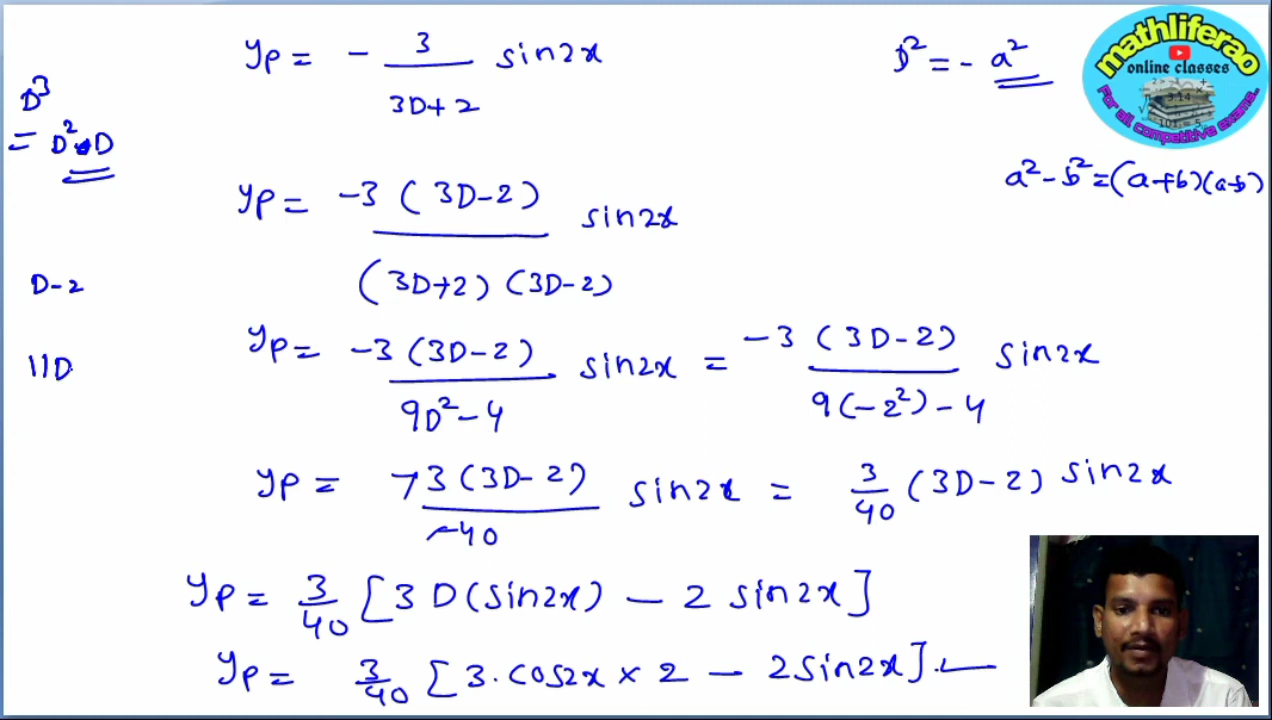 yp = - 3/(3D+2) sin2x
D² = - a²
mathliferao
online classes
For all competitive exams.
D³
= D²·D
a²-b²=(a+b)(a-b)
yp = -3(3D-2)/((3D+2)(3D-2)) sin2x
D-2
yp = -3(3D-2)/(9D²-4) sin2x = -3(3D-2)/(9(-2²)-4) sin2x
11D
yp = -3(3D-2)/(-40) sin2x = 3/40 (3D-2) sin2x
yp = 3/40 [3D(sin2x) - 2 sin2x]
yp = 3/40 [3.cos2x × 2 - 2sin2x].